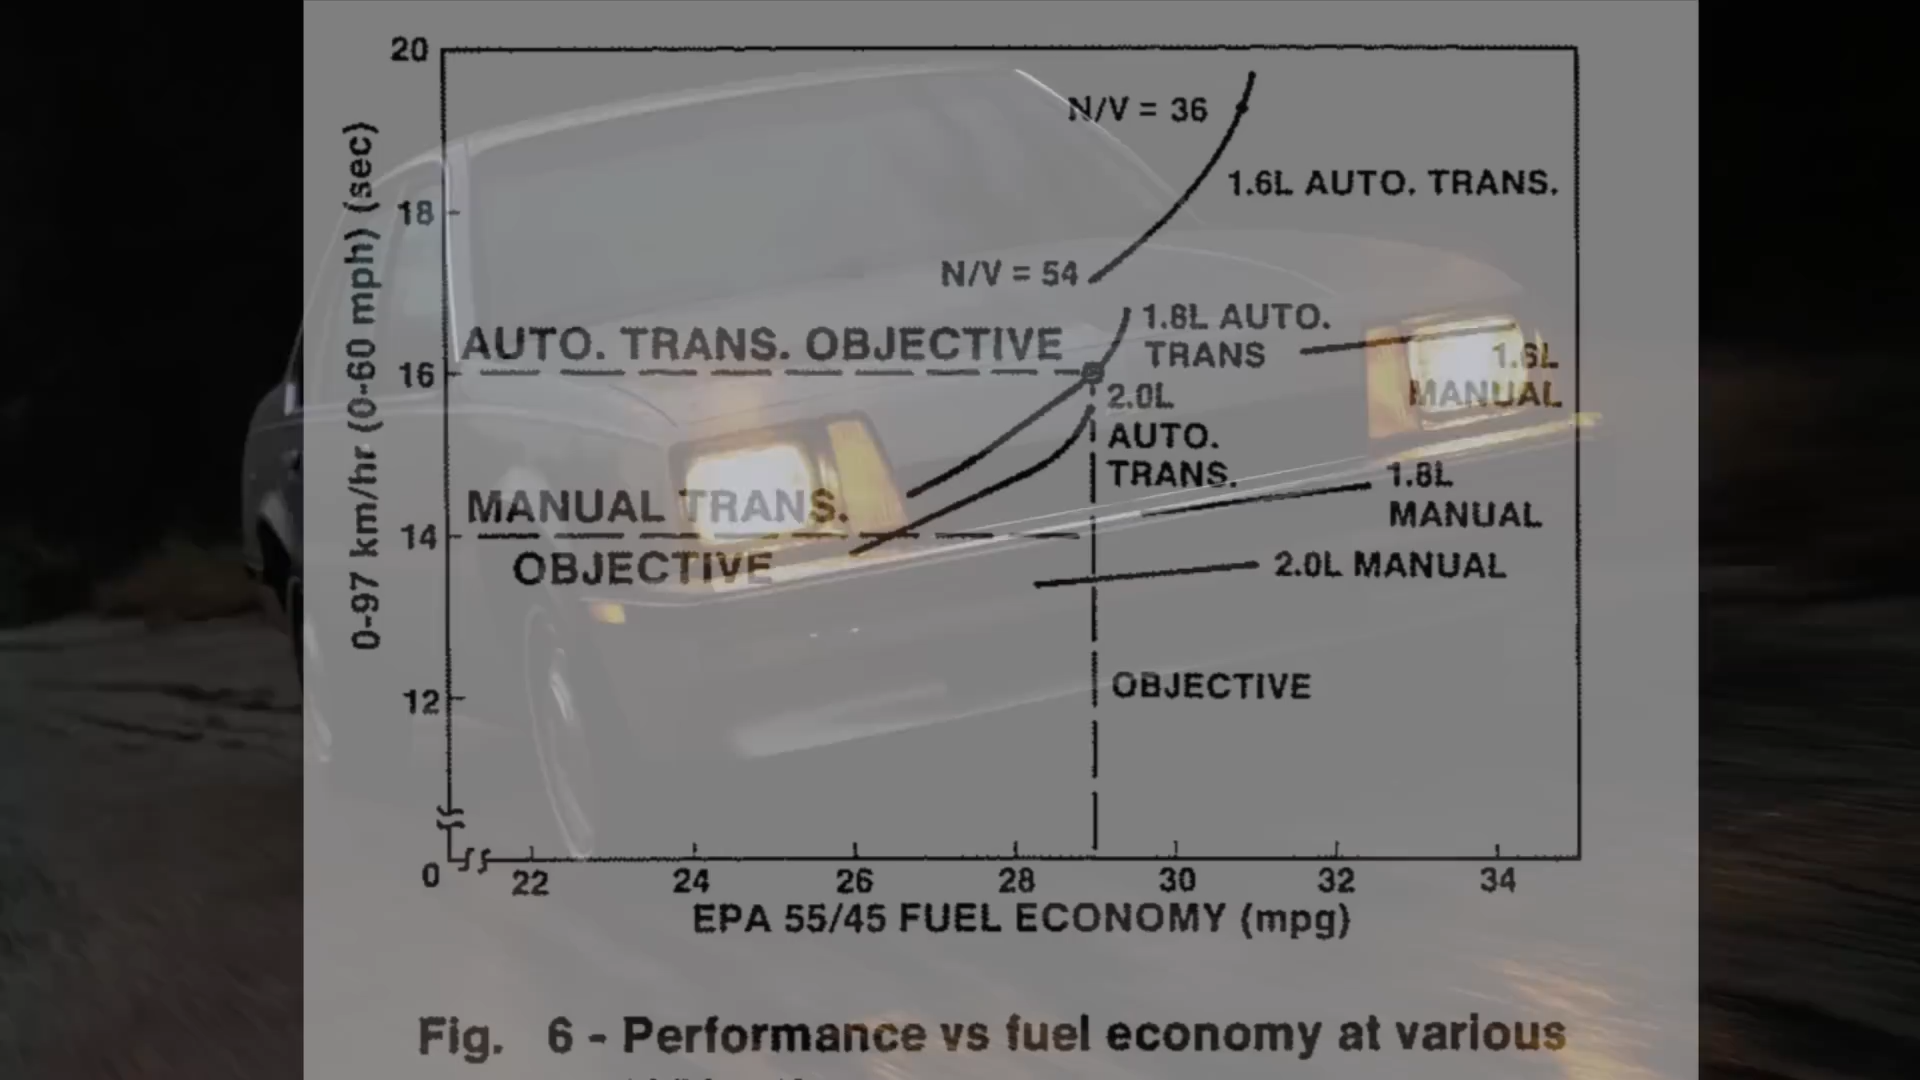 20
N/V = 36
1.6L AUTO. TRANS.
18
N/V = 54
1.8L AUTO.
TRANS
AUTO. TRANS. OBJECTIVE
16
1.6L
MANUAL
2.0L
AUTO.
TRANS.
MANUAL TRANS.
OBJECTIVE
14
1.8L
MANUAL
2.0L MANUAL
12
OBJECTIVE
0-97 km/hr (0-60 mph) (sec)
0 22 24 26 28 30 32 34
EPA 55/45 FUEL ECONOMY (mpg)
Fig. 6 - Performance vs fuel economy at various